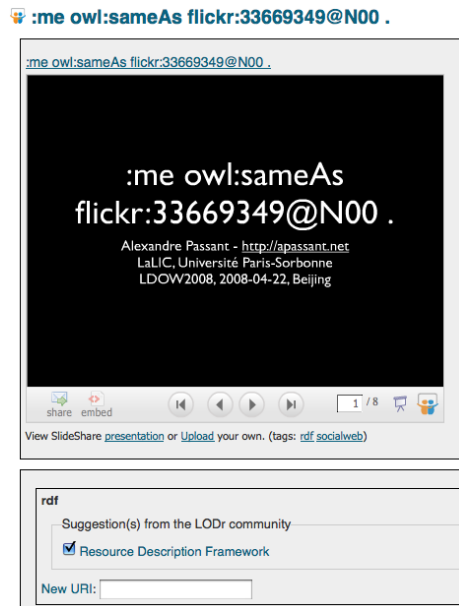 :me owl:sameAs flickr:33669349@N00 .
:me owl:sameAs flickr:33669349@N00 .
:me owl:sameAs
flickr:33669349@N00 .
Alexandre Passant - http://apassant.net
LaLIC, Université Paris-Sorbonne
LDOW2008, 2008-04-22, Beijing
share embed 1 / 8
View SlideShare presentation or Upload your own. (tags: rdf socialweb)
rdf
Suggestion(s) from the LODr community
Resource Description Framework
New URI: